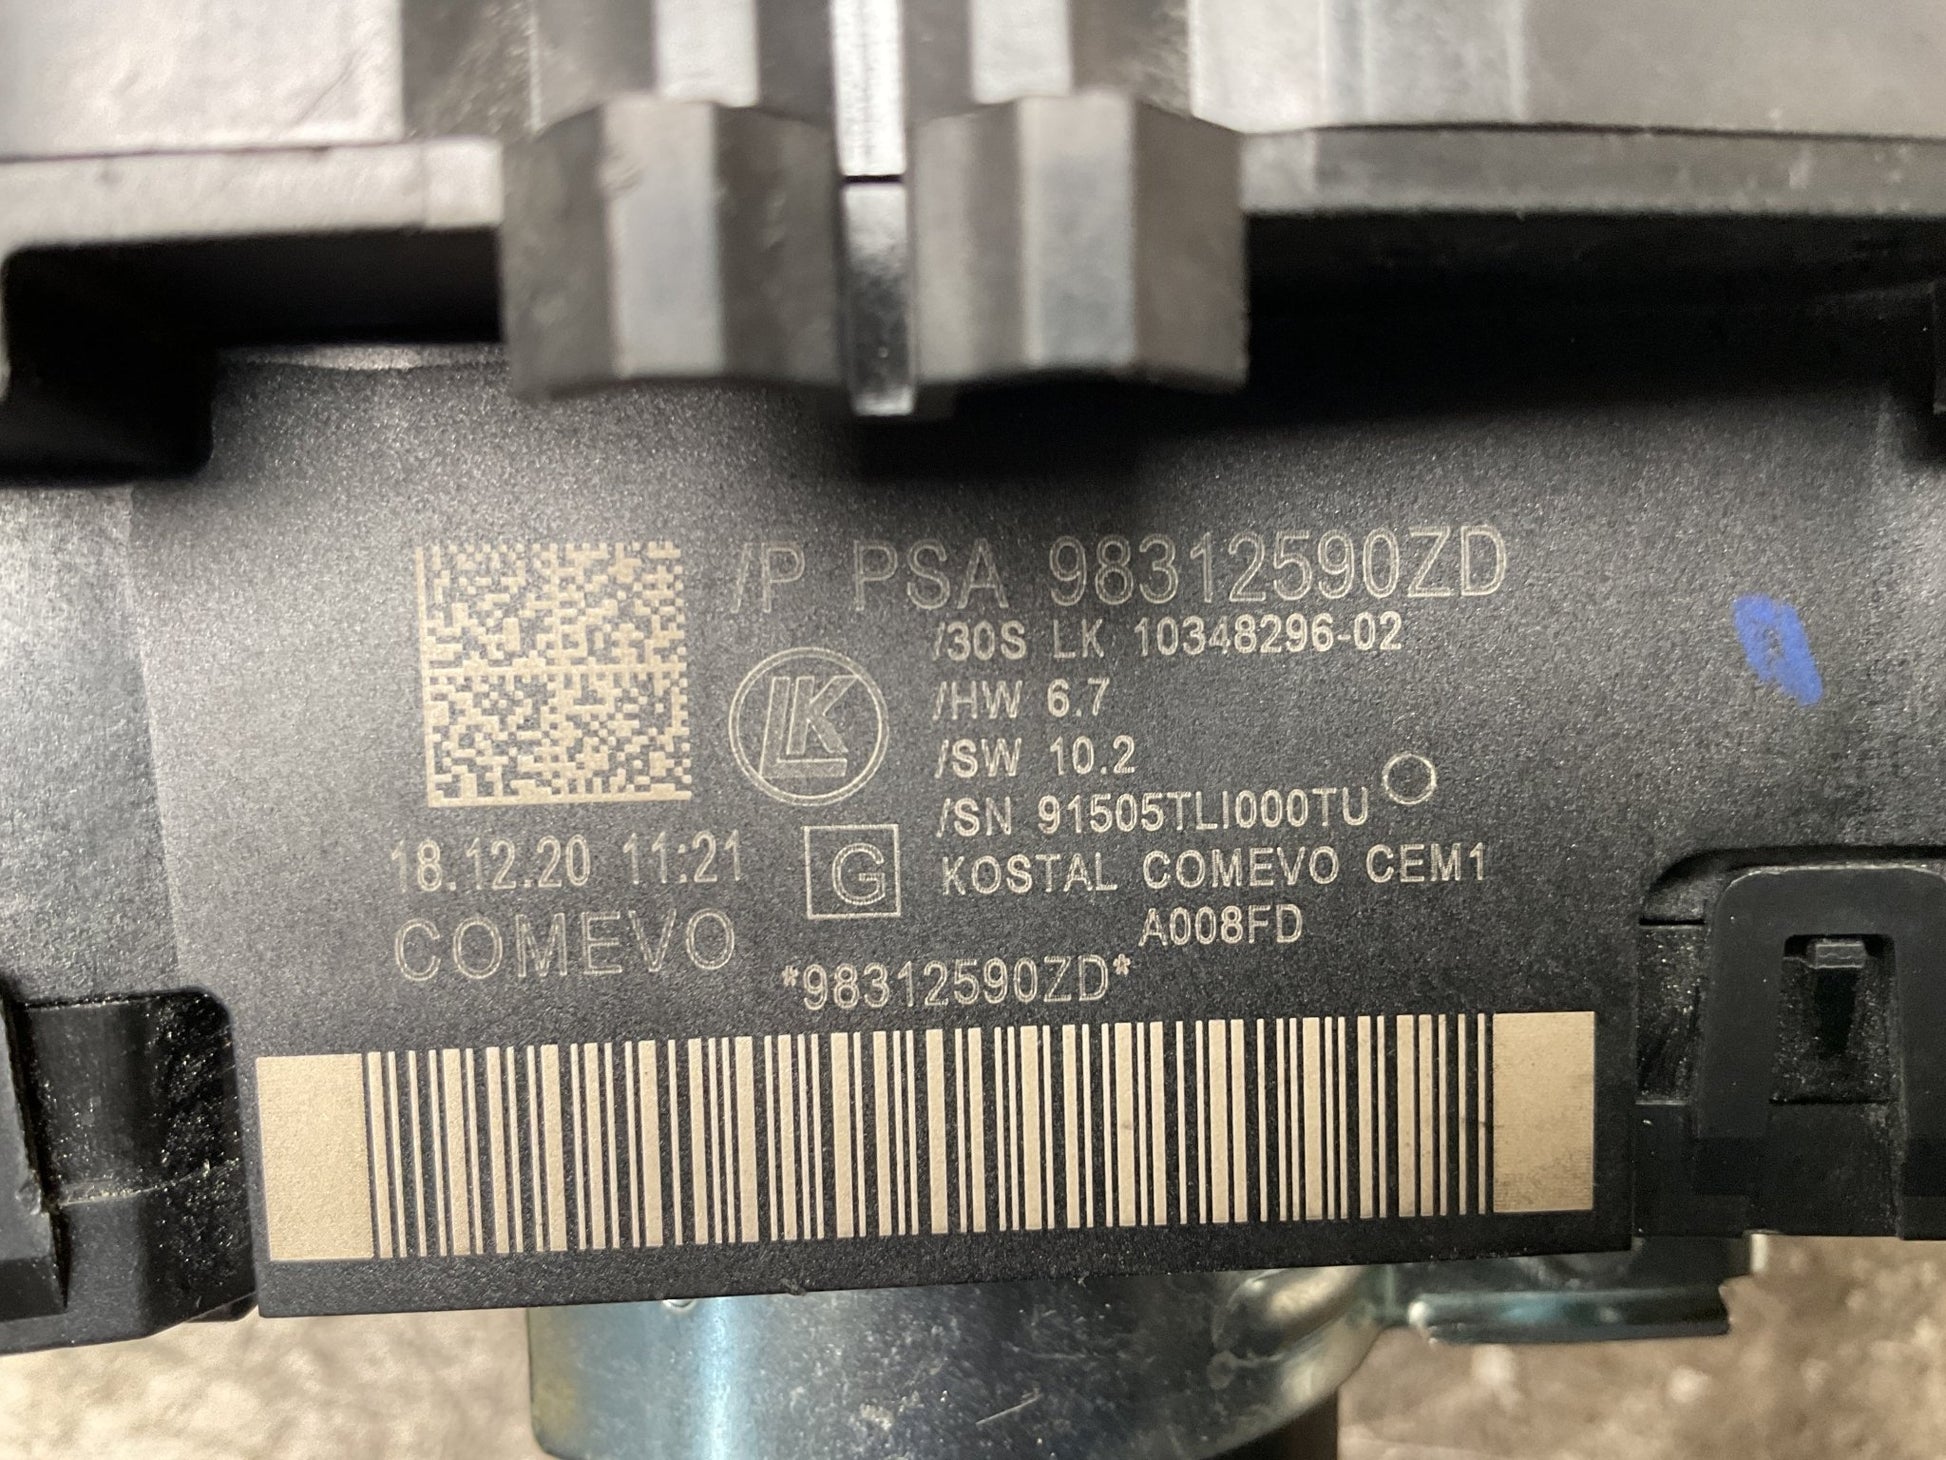 /P PSA 98312590ZD
/30S LK 10348296-02
/HW 6.7
/SW 10.2
/SN 91505TLI000TU
LK
18.12.20 11:21
G
KOSTAL COMEVO CEM1
A008FD
COMEVO
*98312590ZD*